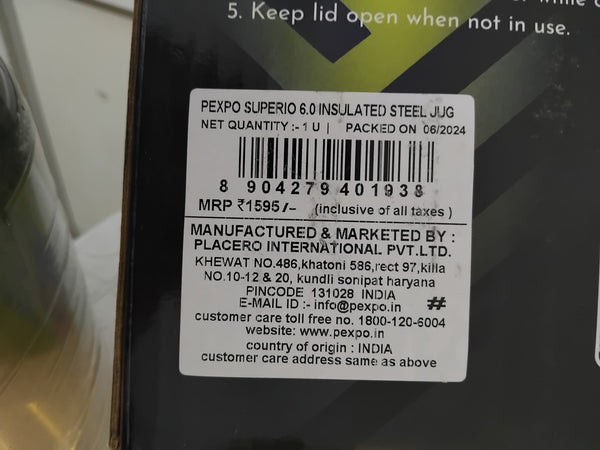 5. Keep lid open when not in use.
PEXPO SUPERIO 6.0 INSULATED STEEL JUG
NET QUANTITY :- 1 U | PACKED ON 06/2024
8 904279 401938
MRP ₹1595/- (inclusive of all taxes )
MANUFACTURED & MARKETED BY :
PLACERO INTERNATIONAL PVT.LTD.
KHEWAT NO.486,khatoni 586,rect 97,killa
NO.10-12 & 20, kundli sonipat haryana
PINCODE 131028 INDIA
E-MAIL ID :- info@pexpo.in #
customer care toll free no. 1800-120-6004
website: www.pexpo.in
country of origin : INDIA
customer care address same as above